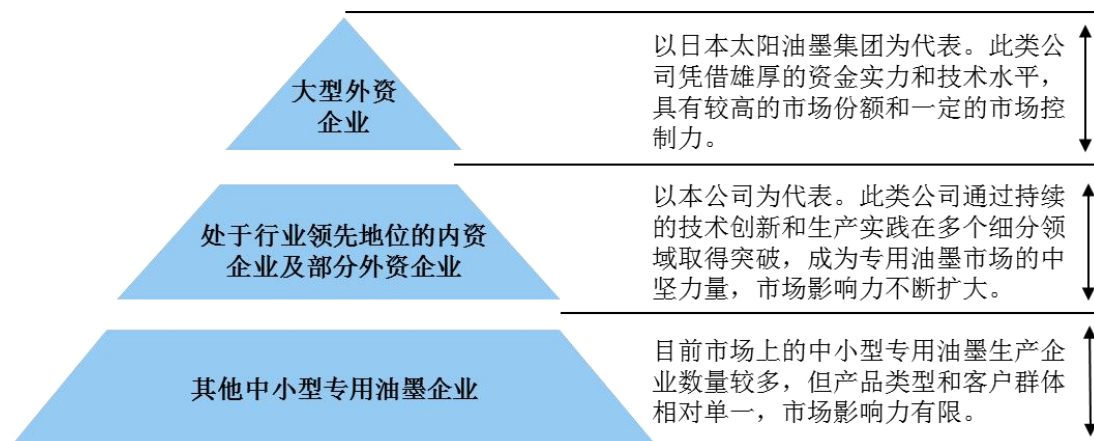 大型外资
企业
以日本太阳油墨集团为代表。此类公
司凭借雄厚的资金实力和技术水平，
具有较高的市场份额和一定的市场控
制力。
处于行业领先地位的内资
企业及部分外资企业
以本公司为代表。此类公司通过持续
的技术创新和生产实践在多个细分领
域取得突破，成为专用油墨市场的中
坚力量，市场影响力不断扩大。
其他中小型专用油墨企业
目前市场上的中小型专用油墨生产企
业数量较多，但产品类型和客户群体
相对单一，市场影响力有限。